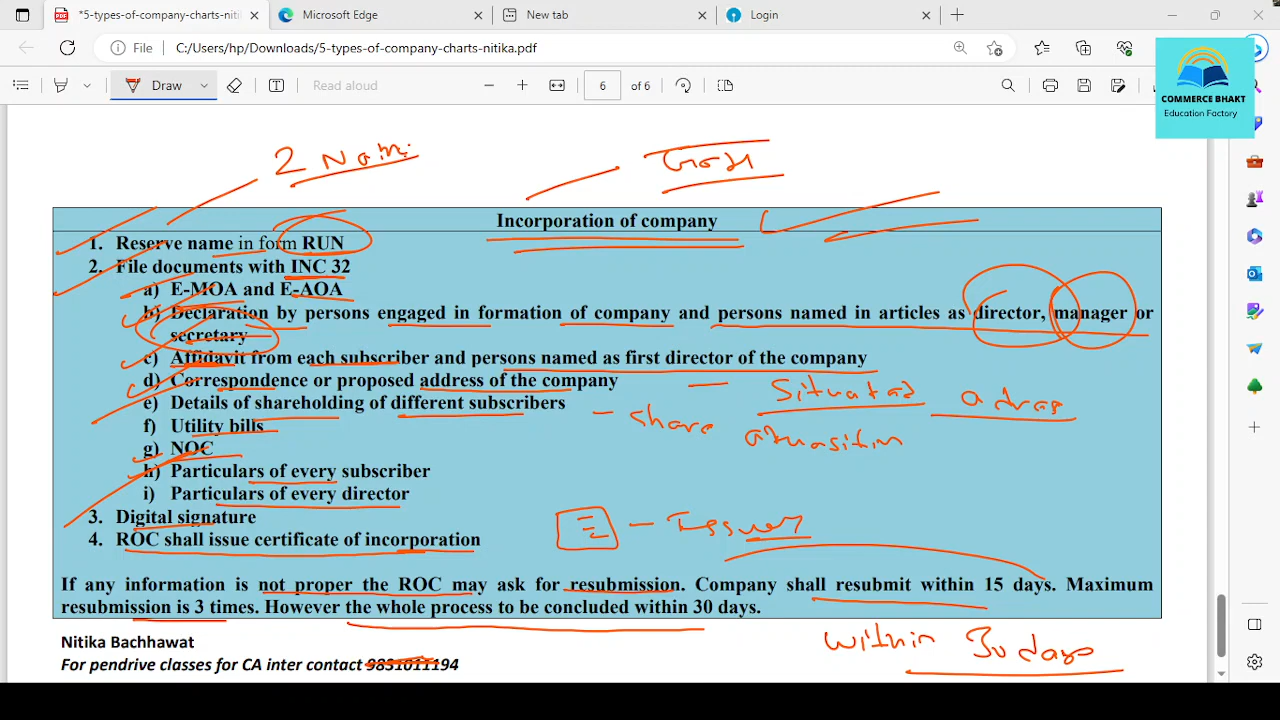 *5-types-of-company-charts-niti
Microsoft Edge
New tab
Login
File
C:/Users/hp/Downloads/5-types-of-company-charts-nitika.pdf
Draw
Read aloud
6 of 6
COMMERCE BHAKT
Education Factory
2 Nam
Incorporation of company
1. Reserve name in form RUN
2. File documents with INC 32
a) E-MOA and E-AOA
b) Declaration by persons engaged in formation of company and persons named in articles as director, manager or
secretary
c) Affidavit from each subscriber and persons named as first director of the company
d) Correspondence or proposed address of the company
Situated adress
e) Details of shareholding of different subscribers
share
f) Utility bills
g) NOC
h) Particulars of every subscriber
i) Particulars of every director
3. Digital signature
4. ROC shall issue certificate of incorporation
If any information is not proper the ROC may ask for resubmission. Company shall resubmit within 15 days. Maximum
resubmission is 3 times. However the whole process to be concluded within 30 days.
within 30 days
Nitika Bachhawat
For pendrive classes for CA inter contact 9831011194